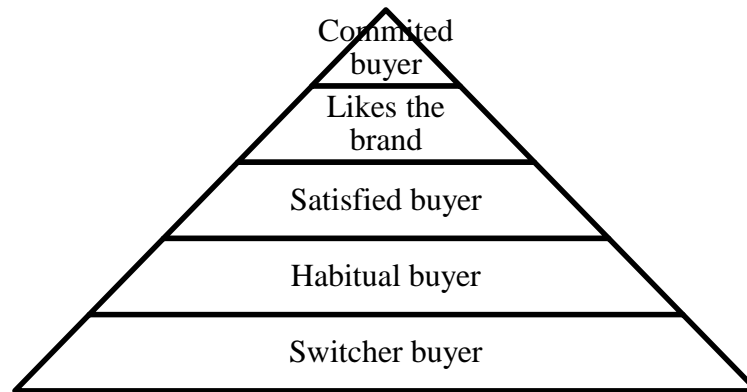 Commited
buyer
Likes the
brand
Satisfied buyer
Habitual buyer
Switcher buyer